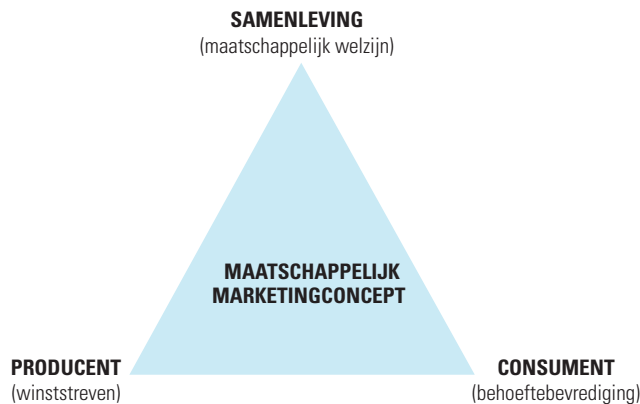 SAMENLEVING
(maatschappelijk welzijn)
MAATSCHAPPELIJK
MARKETINGCONCEPT
PRODUCENT
(winststreven)
CONSUMENT
(behoeftebevrediging)